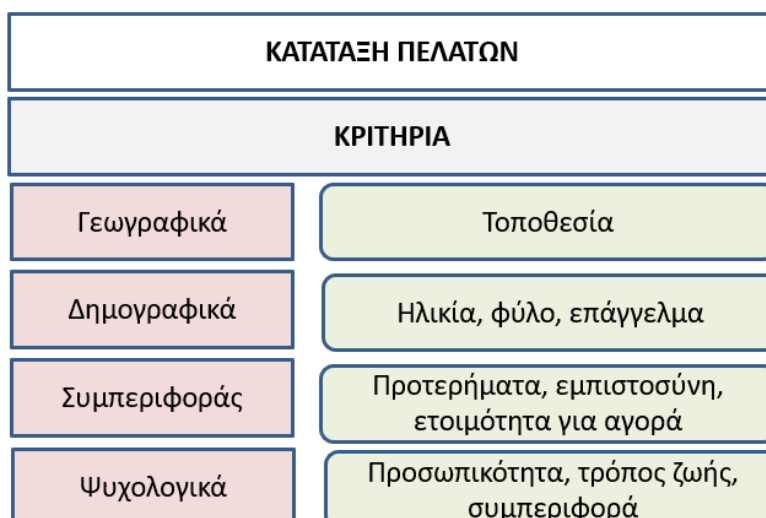 ΚΑΤΑΤΑΞΗ ΠΕΛΑΤΩΝ
ΚΡΙΤΗΡΙΑ
Γεωγραφικά
Τοποθεσία
Δημογραφικά
Ηλικία, φύλο, επάγγελμα
Συμπεριφοράς
Προτερήματα, εμπιστοσύνη,
ετοιμότητα για αγορά
Ψυχολογικά
Προσωπικότητα, τρόπος ζωής,
συμπεριφορά